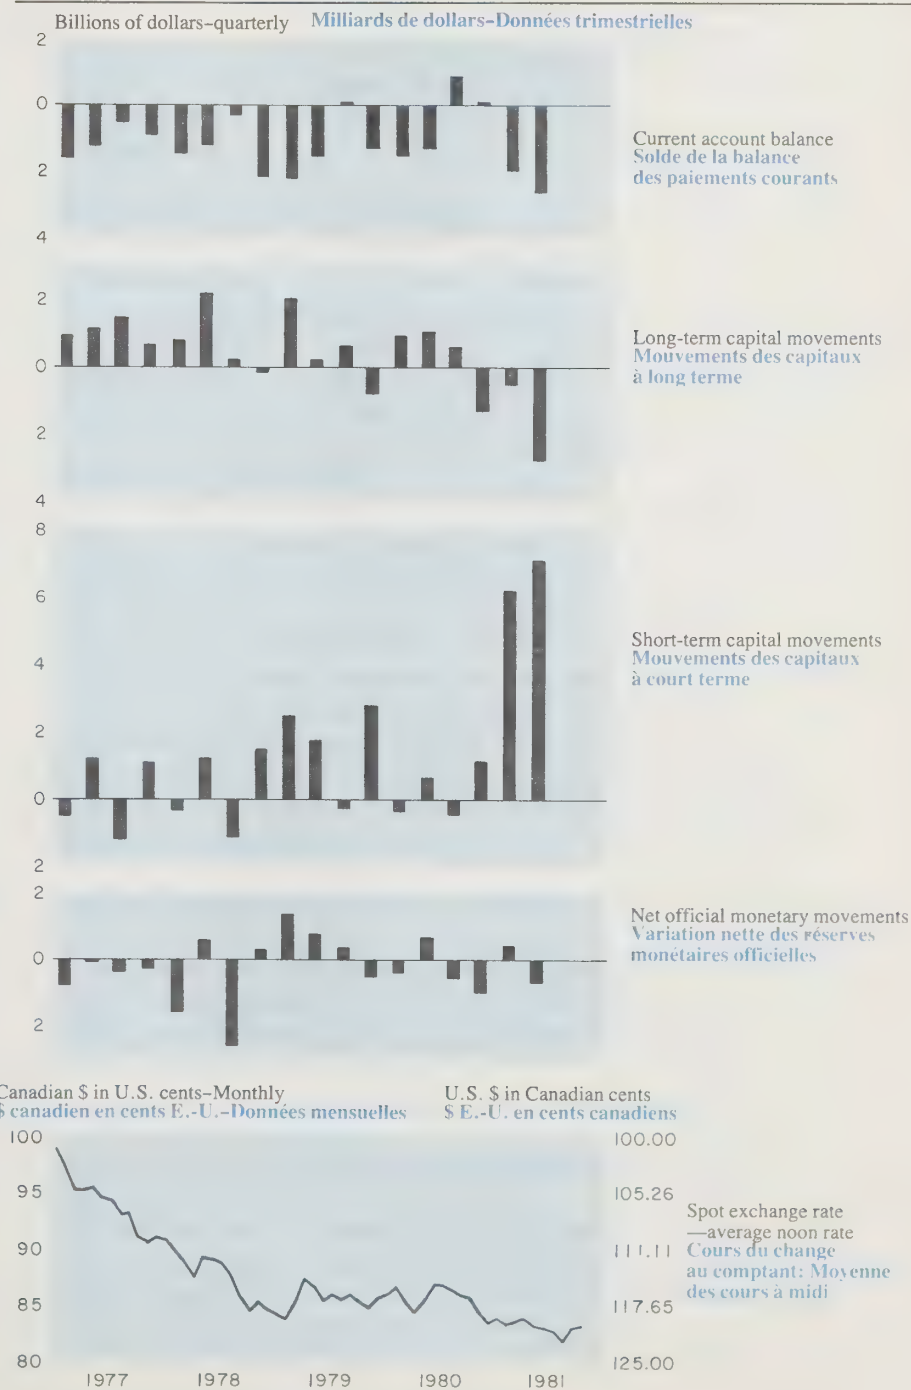 Billions of dollars–quarterly Milliards de dollars–Données trimestrielles
2
0
2
4
Current account balance
Solde de la balance
des paiements courants
2
0
2
4
Long-term capital movements
Mouvements des capitaux
à long terme
8
6
4
2
0
2
Short-term capital movements
Mouvements des capitaux
à court terme
2
0
2
Net official monetary movements
Variation nette des réserves
monétaires officielles
Canadian $ in U.S. cents–Monthly
$ canadien en cents E.-U.–Données mensuelles
U.S. $ in Canadian cents
$ E.-U. en cents canadiens
100
95
90
85
80
100.00
105.26
111.11
117.65
125.00
Spot exchange rate
—average noon rate
Cours du change
au comptant: Moyenne
des cours à midi
1977 1978 1979 1980 1981